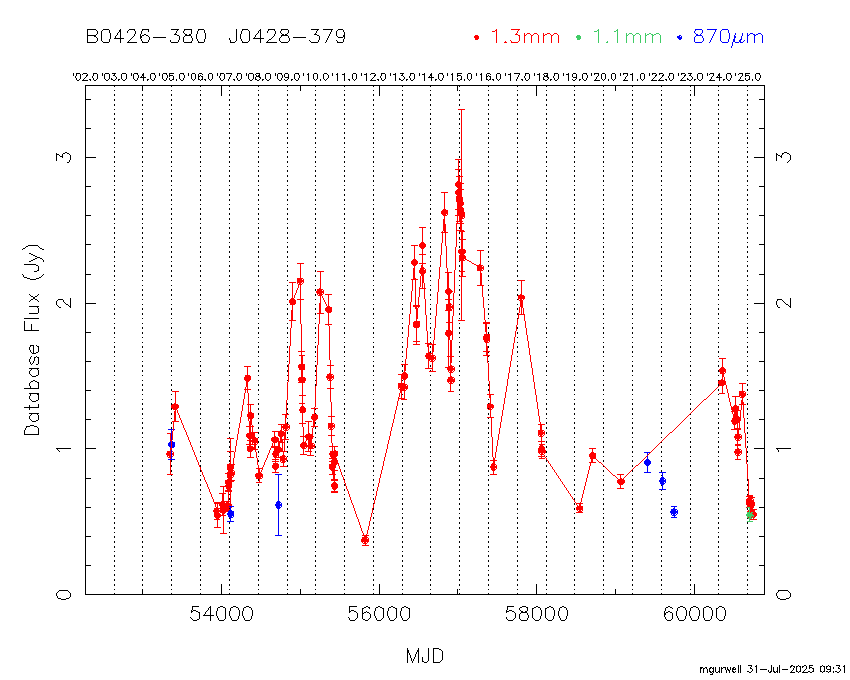 B0426-380 J0428-379 1.3mm 1.1mm 870μm
'02.0 '03.0 '04.0 '05.0 '06.0 '07.0 '08.0 '09.0 '10.0 '11.0 '12.0 '13.0 '14.0 '15.0 '16.0 '17.0 '18.0 '19.0 '20.0 '21.0 '22.0 '23.0 '24.0 '25.0
3 3
2 2
Database Flux (Jy)
1 1
0 0
54000 56000 58000 60000
MJD
mgurwell 31-Jul-2025 09:31